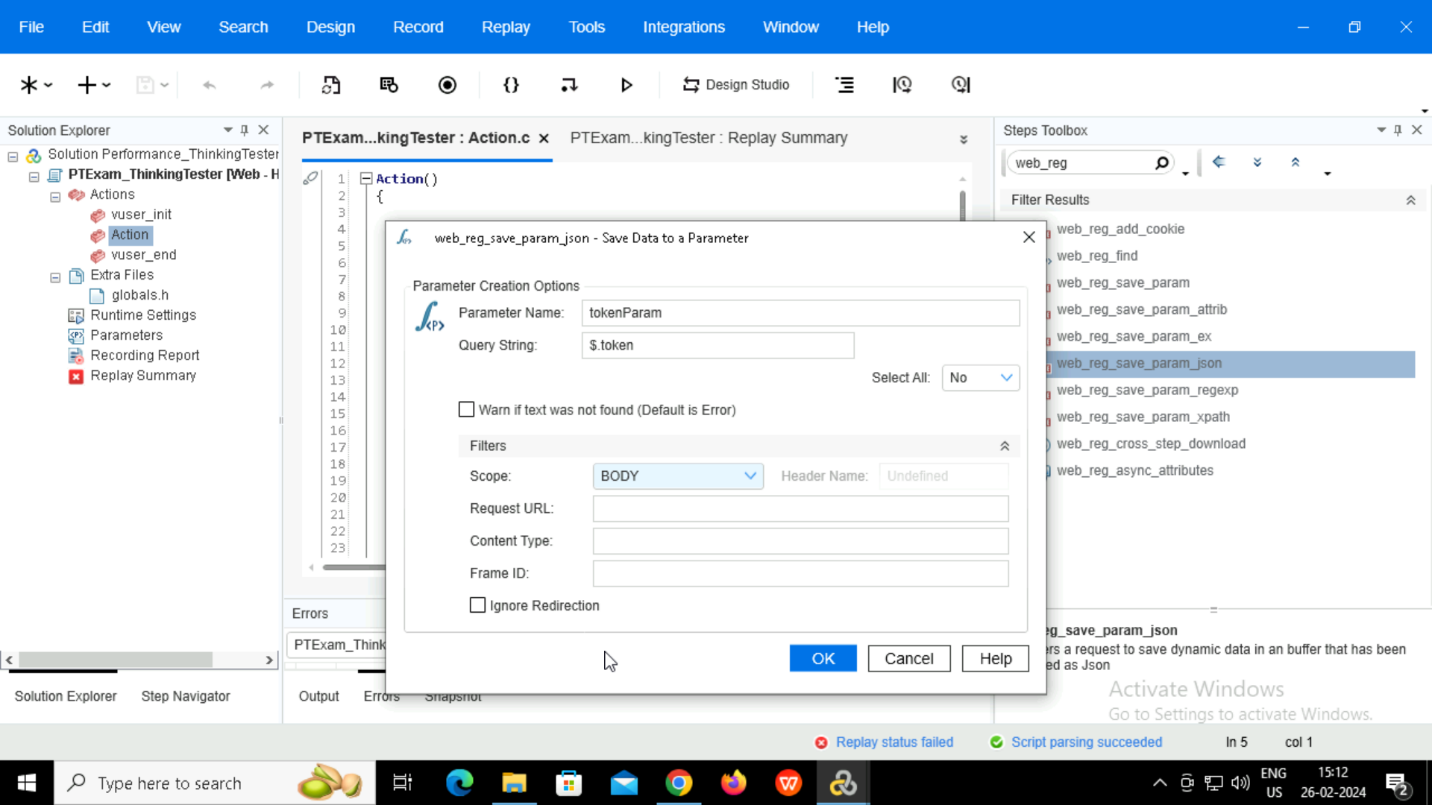 File Edit View Search Design Record Replay Tools Integrations Window Help
Design Studio
Solution Explorer
Solution Performance_ThinkingTester
PTExam_ThinkingTester [Web - H
Actions
vuser_init
Action
vuser_end
Extra Files
globals.h
Runtime Settings
Parameters
Recording Report
Replay Summary
Solution Explorer Step Navigator
PTExam...kingTester : Action.c PTExam...kingTester : Replay Summary
1 Action()
2 {
3
4
5
6
7
8
9
10
11
12
13
14
15
16
17
18
19
20
21
22
23
Errors
PTExam_Think
Output Errors Snapshot
web_reg_save_param_json - Save Data to a Parameter
Parameter Creation Options
Parameter Name: tokenParam
Query String: $.token
Select All: No
Warn if text was not found (Default is Error)
Filters
Scope: BODY Header Name: Undefined
Request URL:
Content Type:
Frame ID:
Ignore Redirection
OK Cancel Help
Steps Toolbox
web_reg
Filter Results
web_reg_add_cookie
web_reg_find
web_reg_save_param
web_reg_save_param_attrib
web_reg_save_param_ex
web_reg_save_param_json
web_reg_save_param_regexp
web_reg_save_param_xpath
web_reg_cross_step_download
web_reg_async_attributes
eg_save_param_json
ers a request to save dynamic data in an buffer that has been
ed as Json
Activate Windows
Go to Settings to activate Windows.
Replay status failed Script parsing succeeded ln 5 col 1
Type here to search
ENG
US
15:12
26-02-2024
2